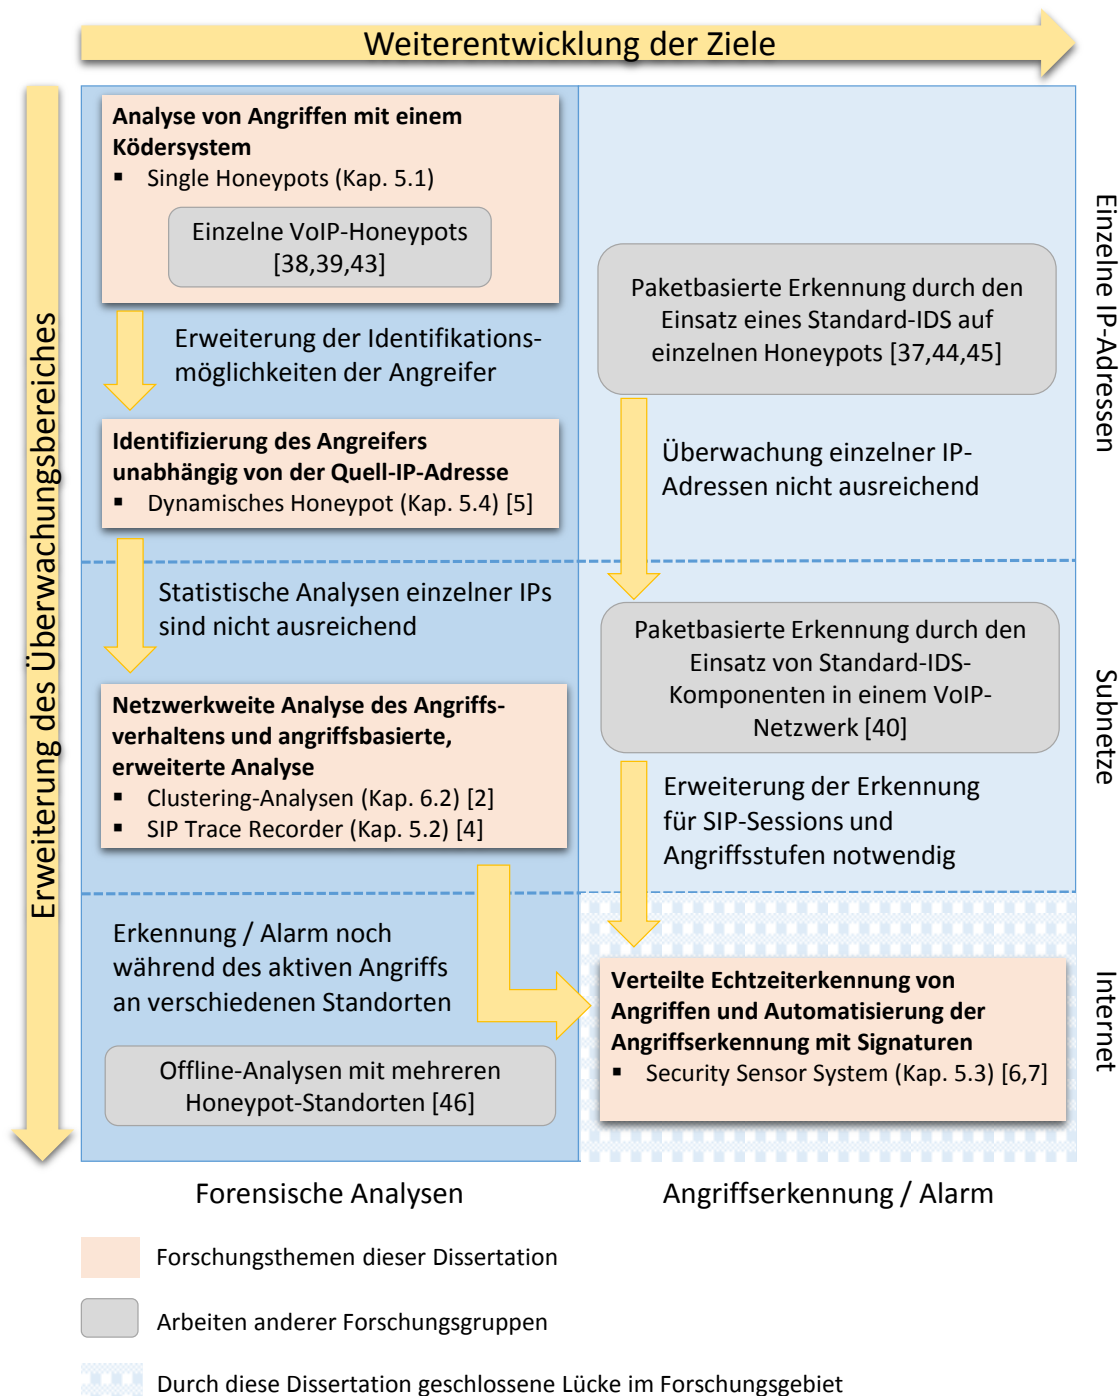 Weiterentwicklung der Ziele
Erweiterung des Überwachungsbereiches
Analyse von Angriffen mit einem
Ködersystem
▪ Single Honeypots (Kap. 5.1)
Einzelne VoIP-Honeypots
[38,39,43]
Erweiterung der Identifikations-
möglichkeiten der Angreifer
Identifizierung des Angreifers
unabhängig von der Quell-IP-Adresse
▪ Dynamisches Honeypot (Kap. 5.4) [5]
Statistische Analysen einzelner IPs
sind nicht ausreichend
Netzwerkweite Analyse des Angriffs-
verhaltens und angriffsbasierte,
erweiterte Analyse
▪ Clustering-Analysen (Kap. 6.2) [2]
▪ SIP Trace Recorder (Kap. 5.2) [4]
Erkennung / Alarm noch
während des aktiven Angriffs
an verschiedenen Standorten
Offline-Analysen mit mehreren
Honeypot-Standorten [46]
Paketbasierte Erkennung durch den
Einsatz eines Standard-IDS auf
einzelnen Honeypots [37,44,45]
Überwachung einzelner IP-
Adressen nicht ausreichend
Paketbasierte Erkennung durch den
Einsatz von Standard-IDS-
Komponenten in einem VoIP-
Netzwerk [40]
Erweiterung der Erkennung
für SIP-Sessions und
Angriffsstufen notwendig
Verteilte Echtzeiterkennung von
Angriffen und Automatisierung der
Angriffserkennung mit Signaturen
▪ Security Sensor System (Kap. 5.3) [6,7]
Einzelne IP-Adressen
Subnetze
Internet
Forensische Analysen
Angriffserkennung / Alarm
Forschungsthemen dieser Dissertation
Arbeiten anderer Forschungsgruppen
Durch diese Dissertation geschlossene Lücke im Forschungsgebiet